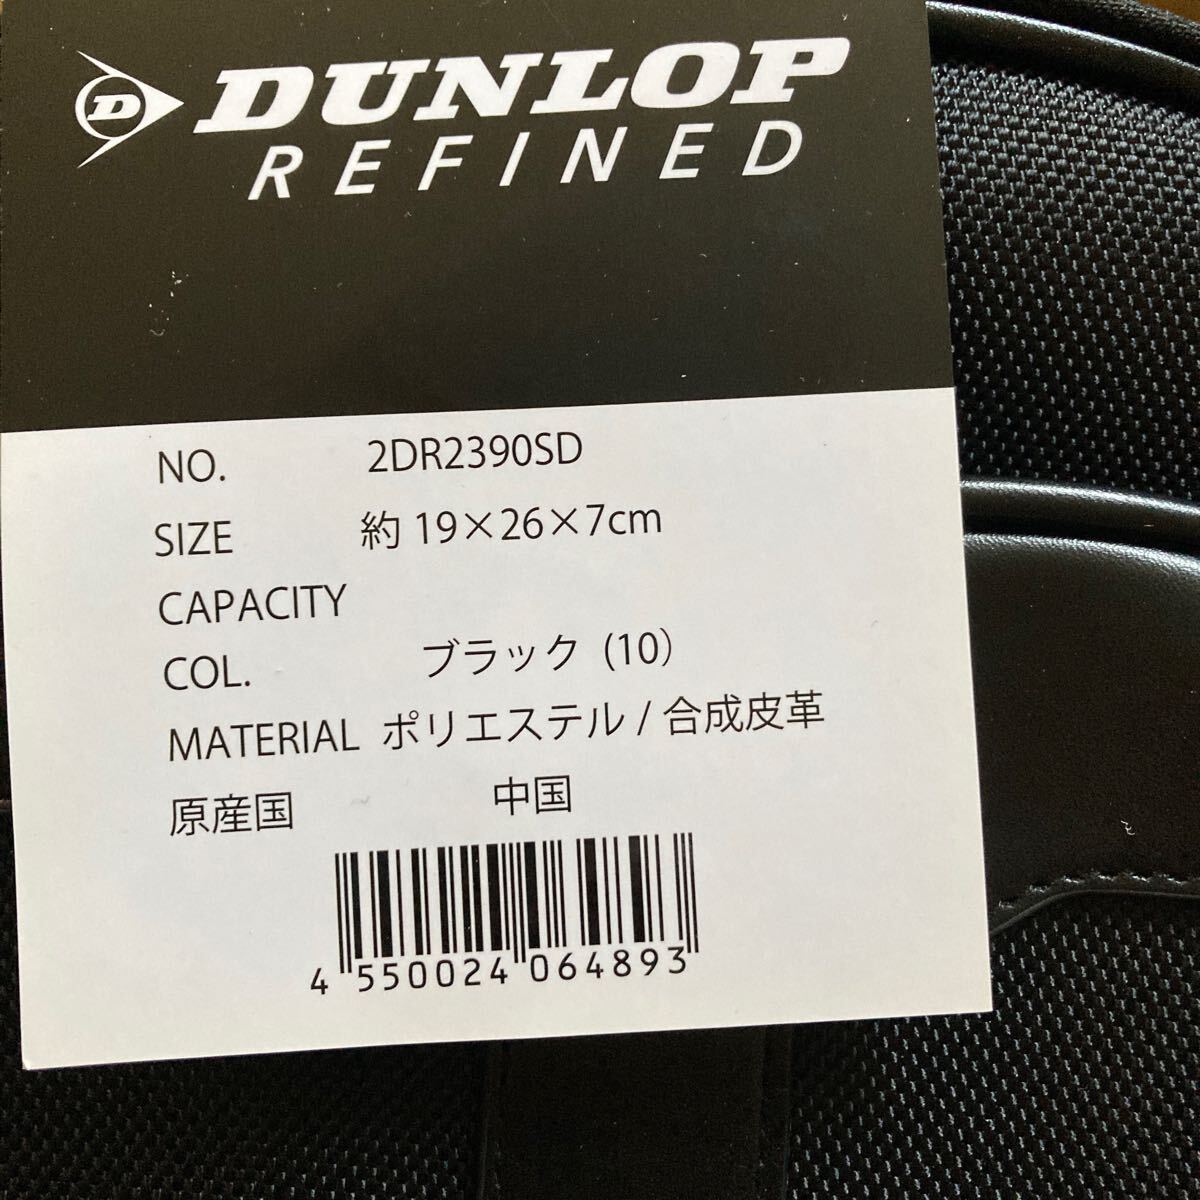 D DUNLOP
REFINED
NO. 2DR2390SD
SIZE 約 19×26×7cm
CAPACITY
COL. ブラック (10)
MATERIAL ポリエステル / 合成皮革
原産国 中国
4 550024 064893